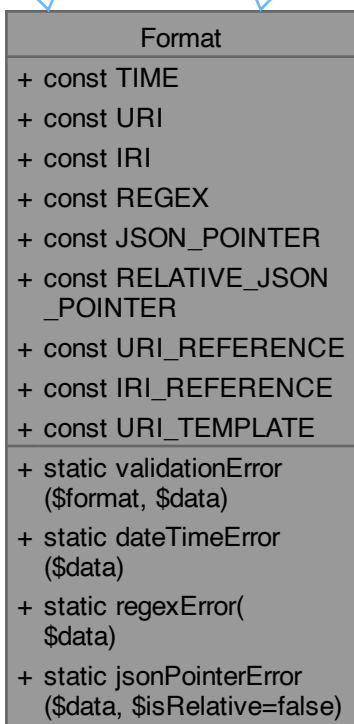 Format
+ const TIME
+ const URI
+ const IRI
+ const REGEX
+ const JSON_POINTER
+ const RELATIVE_JSON
_POINTER
+ const URI_REFERENCE
+ const IRI_REFERENCE
+ const URI_TEMPLATE
+ static validationError
($format, $data)
+ static dateTimeError
($data)
+ static regexError(
$data)
+ static jsonPointerError
($data, $isRelative=false)